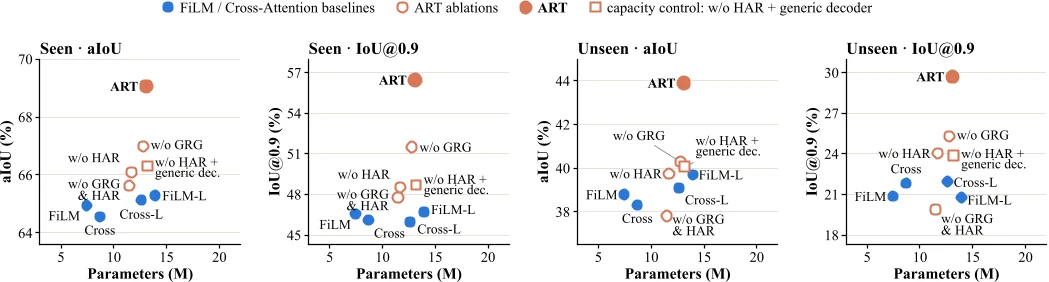 FiLM / Cross-Attention baselines ART ablations ART capacity control: w/o HAR + generic decoder
Seen · aIoU
aIoU (%)
70
68
66
64
ART
w/o GRG
w/o HAR
w/o HAR +
generic dec.
w/o GRG
& HAR
FiLM-L
FiLM
Cross-L
Cross
5 10 15 20
Parameters (M)
Seen · IoU@0.9
IoU@0.9 (%)
57
54
51
48
45
ART
w/o GRG
w/o HAR
w/o HAR +
generic dec.
w/o GRG
& HAR
FiLM-L
FiLM
Cross
Cross-L
5 10 15 20
Parameters (M)
Unseen · aIoU
aIoU (%)
44
42
40
38
ART
w/o GRG
w/o HAR +
generic dec.
w/o HAR
FiLM-L
FiLM
Cross-L
Cross
w/o GRG
& HAR
5 10 15 20
Parameters (M)
Unseen · IoU@0.9
IoU@0.9 (%)
30
27
24
21
18
ART
w/o GRG
w/o HAR
w/o HAR +
generic dec.
Cross
Cross-L
FiLM
FiLM-L
w/o GRG
& HAR
5 10 15 20
Parameters (M)